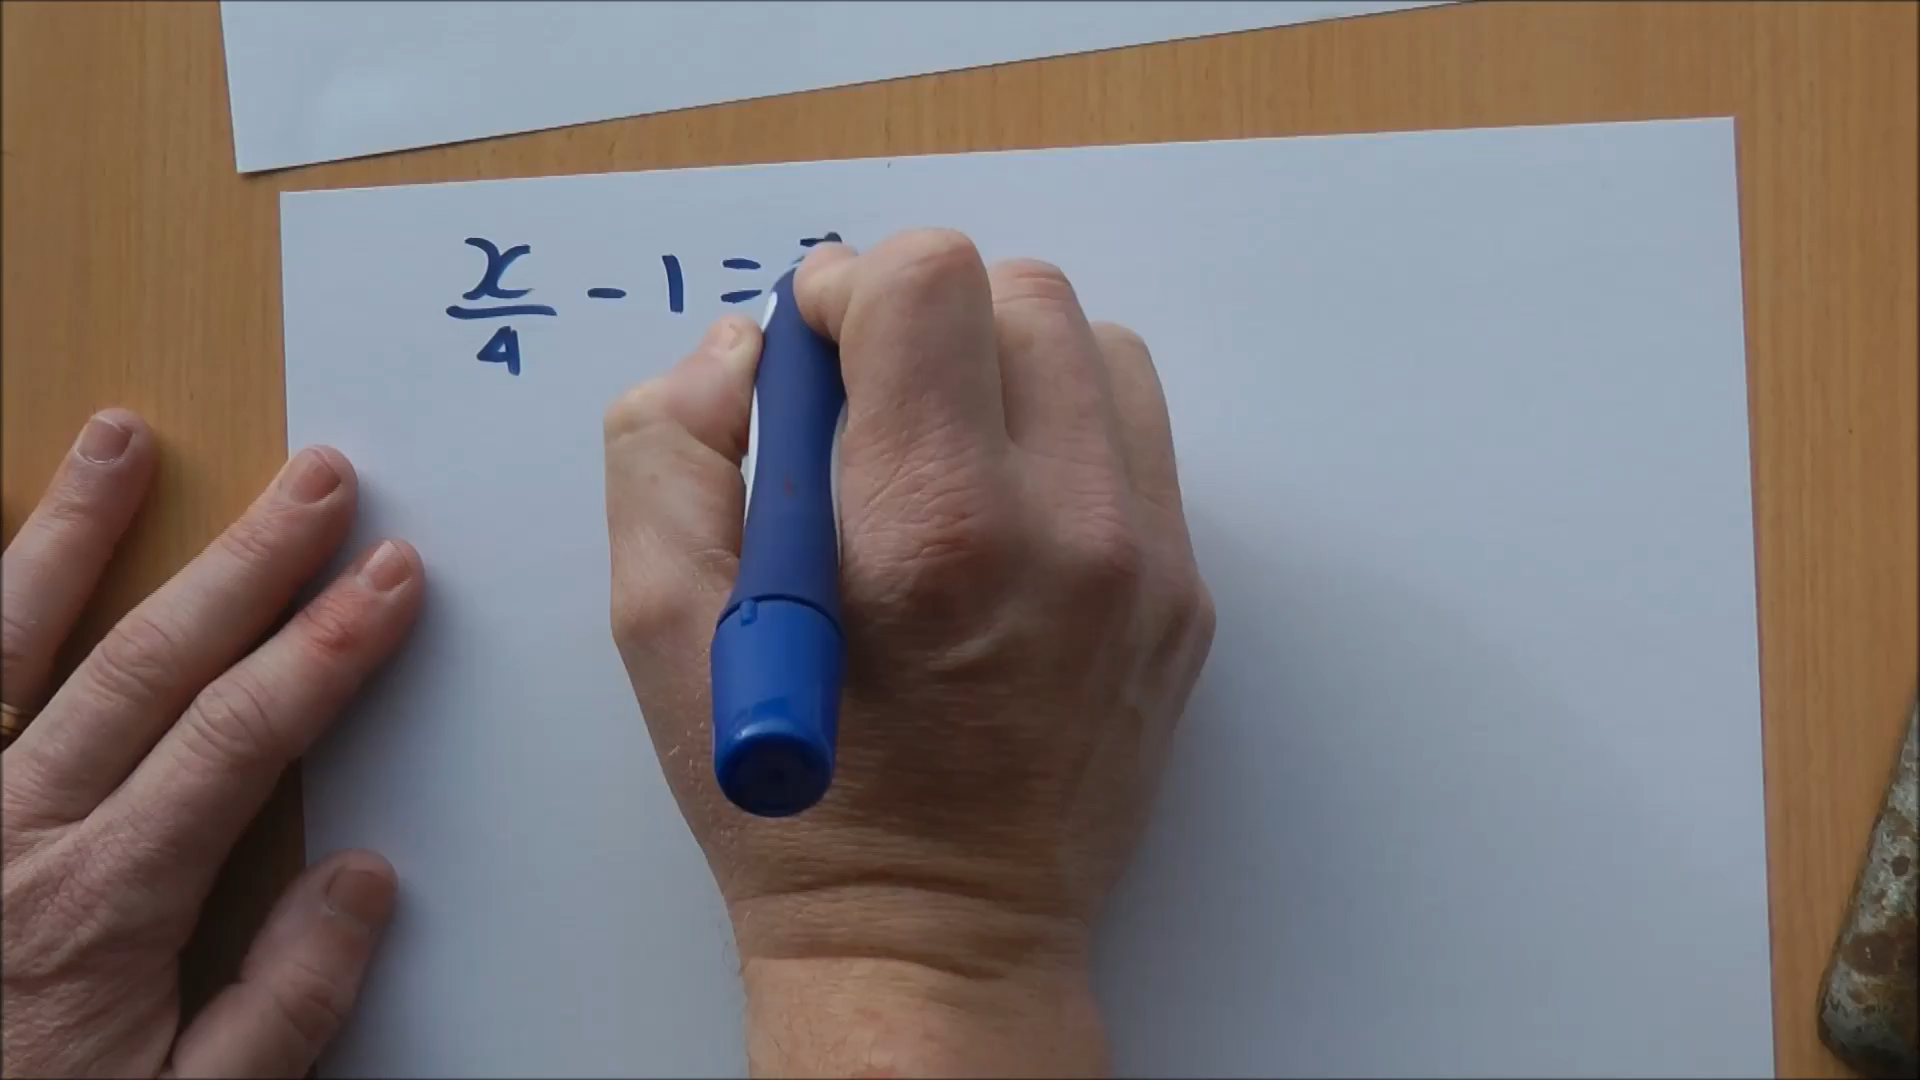 x/4 - 1 =